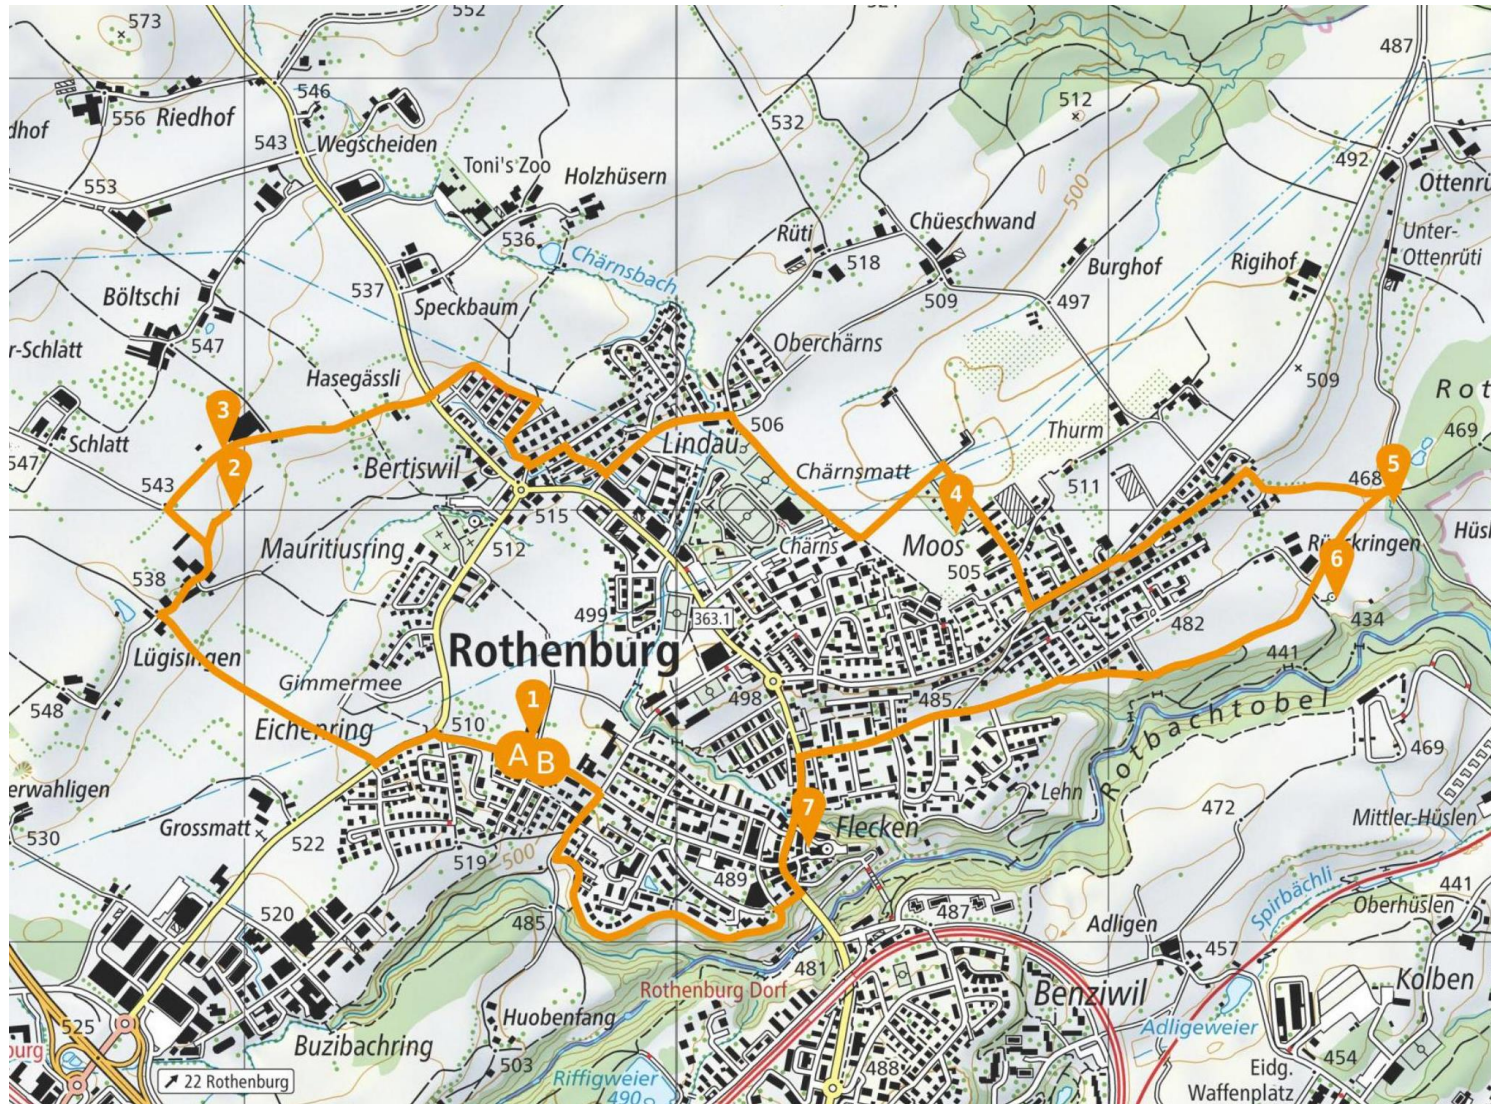 573
552
487
546
556
Riedhof
dhof
543
Wegscheiden
512
532
492
Ottenrü
Toni's Zoo
Holzhüsern
553
500
536
Rüti
Chüeschwand
518
Unter-
Ottenrüti
Chärnsbach
Burghof
Rigihof
Böltschi
537
Speckbaum
509
497
547
r-Schlatt
Oberchärns
Hasegässli
509
Rot
3
506
Schlatt
Lindau
Thurm
469
547
2
Bertiswil
Chärnsmatt
5
468
543
4
511
515
512
Mauritiusring
Chärns
Moos
505
Hüsl
6
538
499
363.1
482
434
Rothenburg
Lügisingen
441
Gimmermee
548
498
485
1
Eichenring
510
A
B
Rotbachtobel
469
erwahligen
Lehn
472
530
Grossmatt
522
7
Flecken
Mittler-Hüslen
519
500
489
Spirbächli
441
520
485
487
Adligen
Oberhüslen
457
481
Rothenburg Dorf
Benziwil
Kolben
525
Huobenfang
Adligeweier
burg
Buzibachring
503
454
Riffigweier
490
488
Eidg.
Waffenplatz
22 Rothenburg